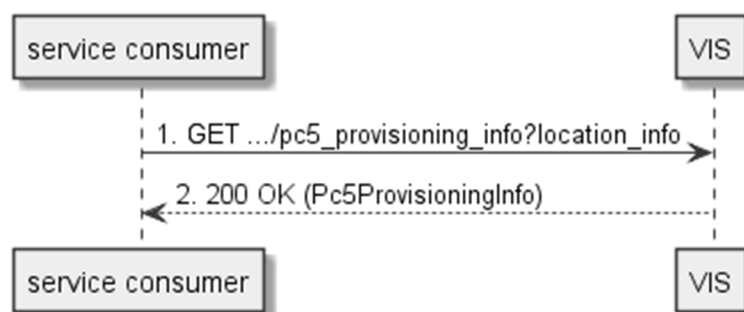 service consumer
VIS
1. GET .../pc5_provisioning_info?location_info
2. 200 OK (Pc5ProvisioningInfo)
service consumer
VIS